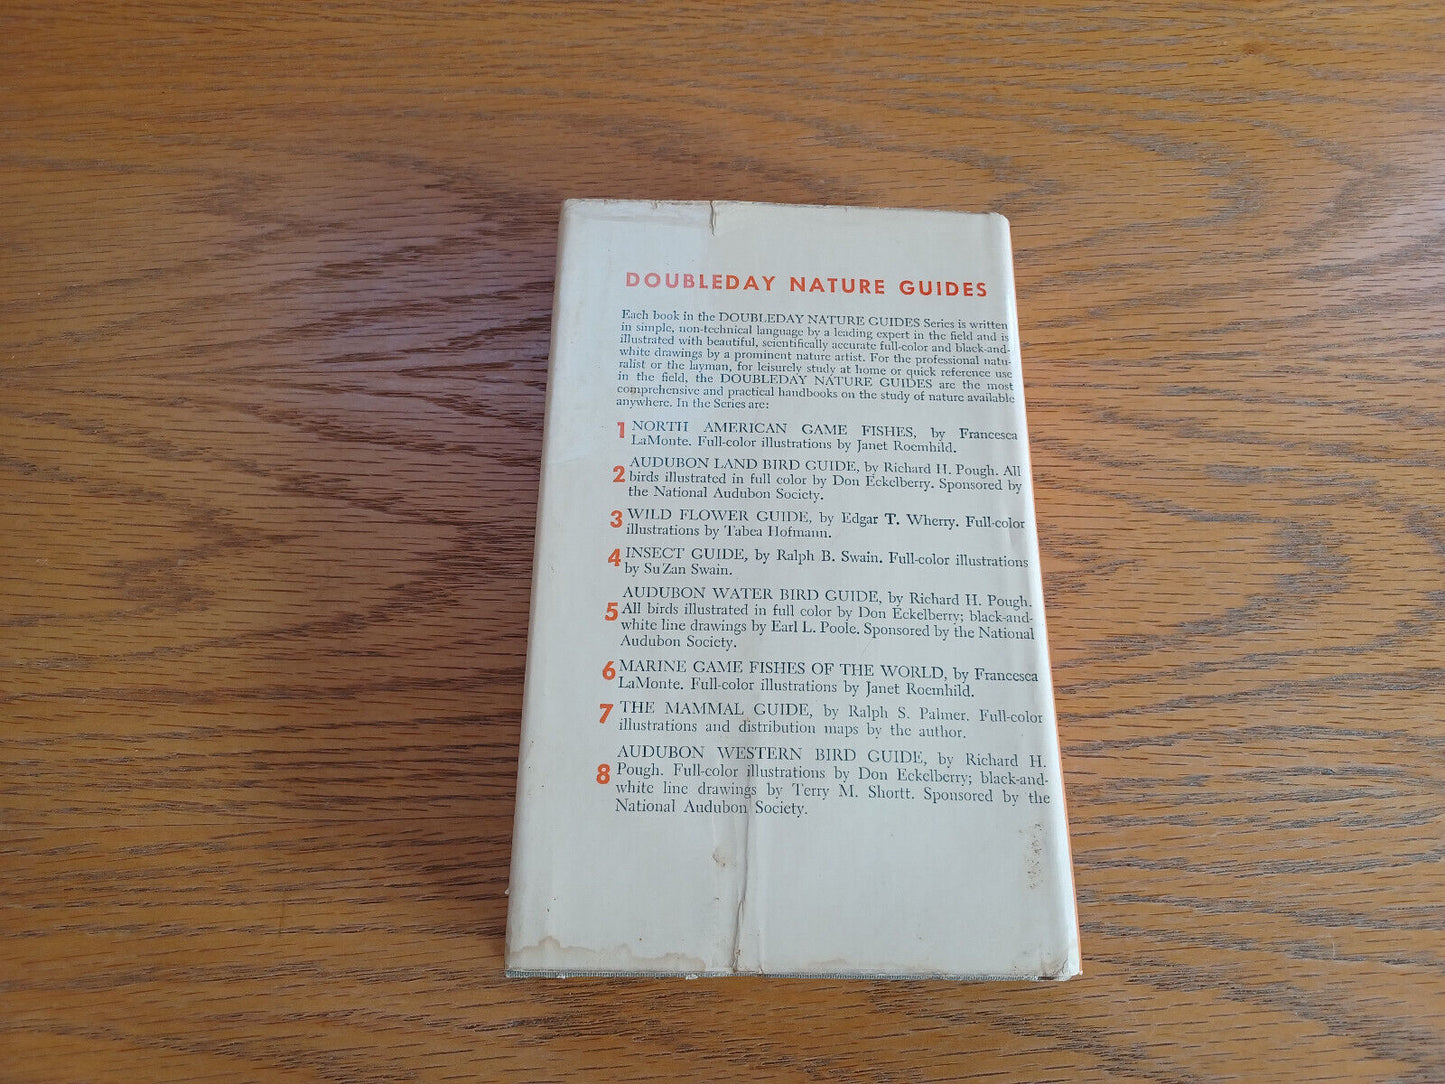 DOUBLEDAY NATURE GUIDES
Each book in the DOUBLEDAY NATURE GUIDES Series is written
in simple, non-technical language by a leading expert in the field and is
illustrated with beautiful, scientifically accurate full-color and black-and-
white drawings by a prominent nature artist. For the professional natu-
ralist or the layman, for leisurely study at home or quick reference use
in the field, the DOUBLEDAY NATURE GUIDES are the most
comprehensive and practical handbooks on the study of nature available
anywhere. In the Series are:
1 NORTH AMERICAN GAME FISHES, by Francesca
LaMonte. Full-color illustrations by Janet Roemhild.
2 AUDUBON LAND BIRD GUIDE, by Richard H. Pough. All
birds illustrated in full color by Don Eckelberry. Sponsored by
the National Audubon Society.
3 WILD FLOWER GUIDE, by Edgar T. Wherry. Full-color
illustrations by Tabea Hofmann.
4 INSECT GUIDE, by Ralph B. Swain. Full-color illustrations
by SuZan Swain.
AUDUBON WATER BIRD GUIDE, by Richard H. Pough.
5 All birds illustrated in full color by Don Eckelberry; black-and-
white line drawings by Earl L. Poole. Sponsored by the National
Audubon Society.
6 MARINE GAME FISHES OF THE WORLD, by Francesca
LaMonte. Full-color illustrations by Janet Roemhild.
7 THE MAMMAL GUIDE, by Ralph S. Palmer. Full-color
illustrations and distribution maps by the author.
AUDUBON WESTERN BIRD GUIDE, by Richard H.
8 Pough. Full-color illustrations by Don Eckelberry; black-and-
white line drawings by Terry M. Shortt. Sponsored by the
National Audubon Society.